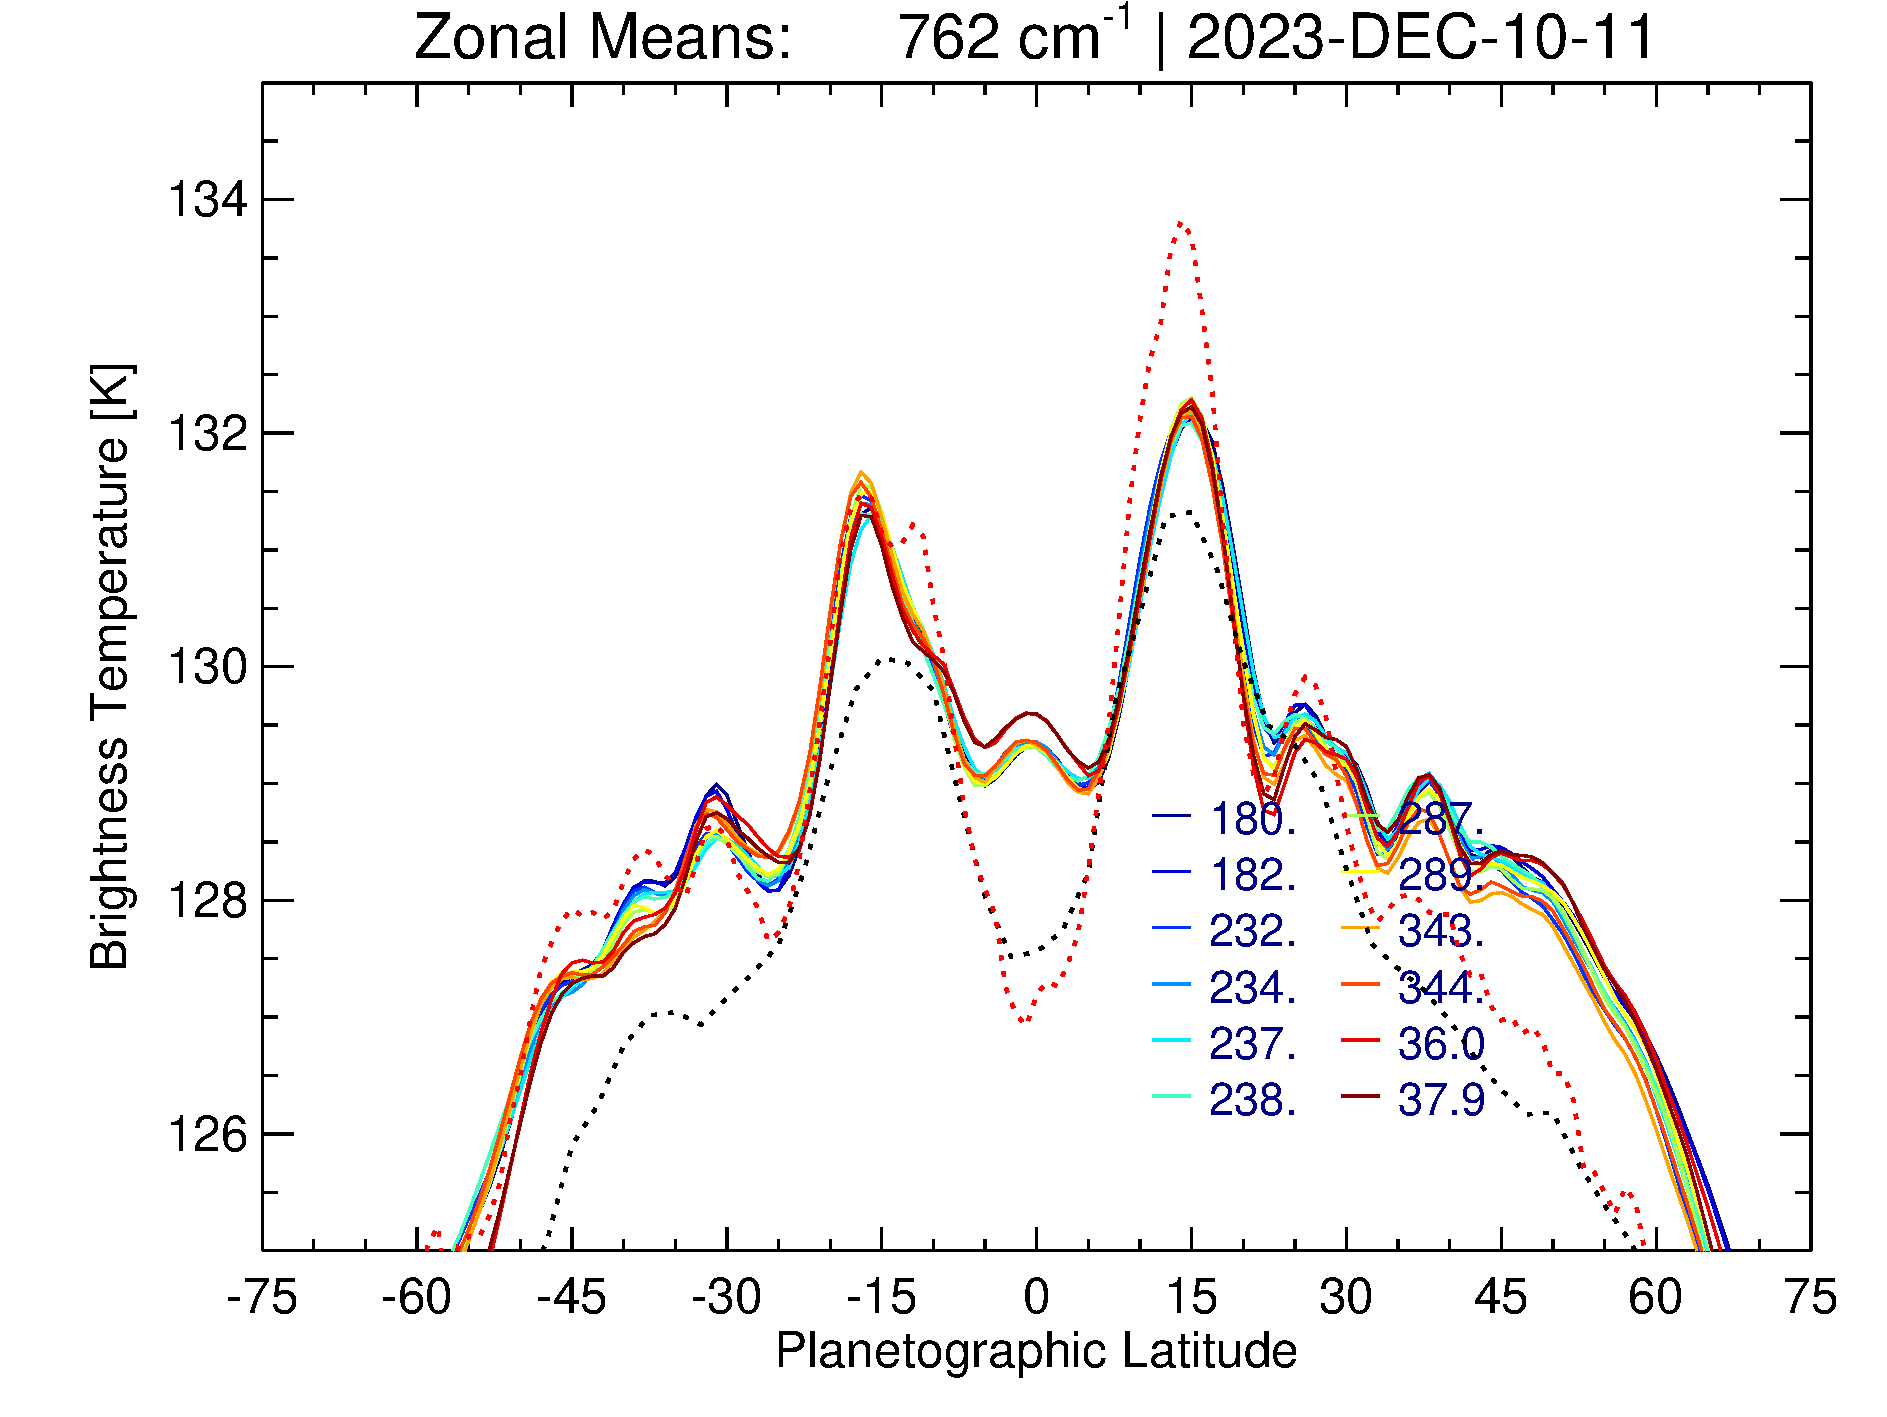 Zonal Means: 762 cm-1 | 2023-DEC-10-11
Brightness Temperature [K]
134
132
130
128
126
180. 287.
182. 289.
232. 343.
234. 344.
237. 36.0
238. 37.9
-75 -60 -45 -30 -15 0 15 30 45 60 75
Planetographic Latitude